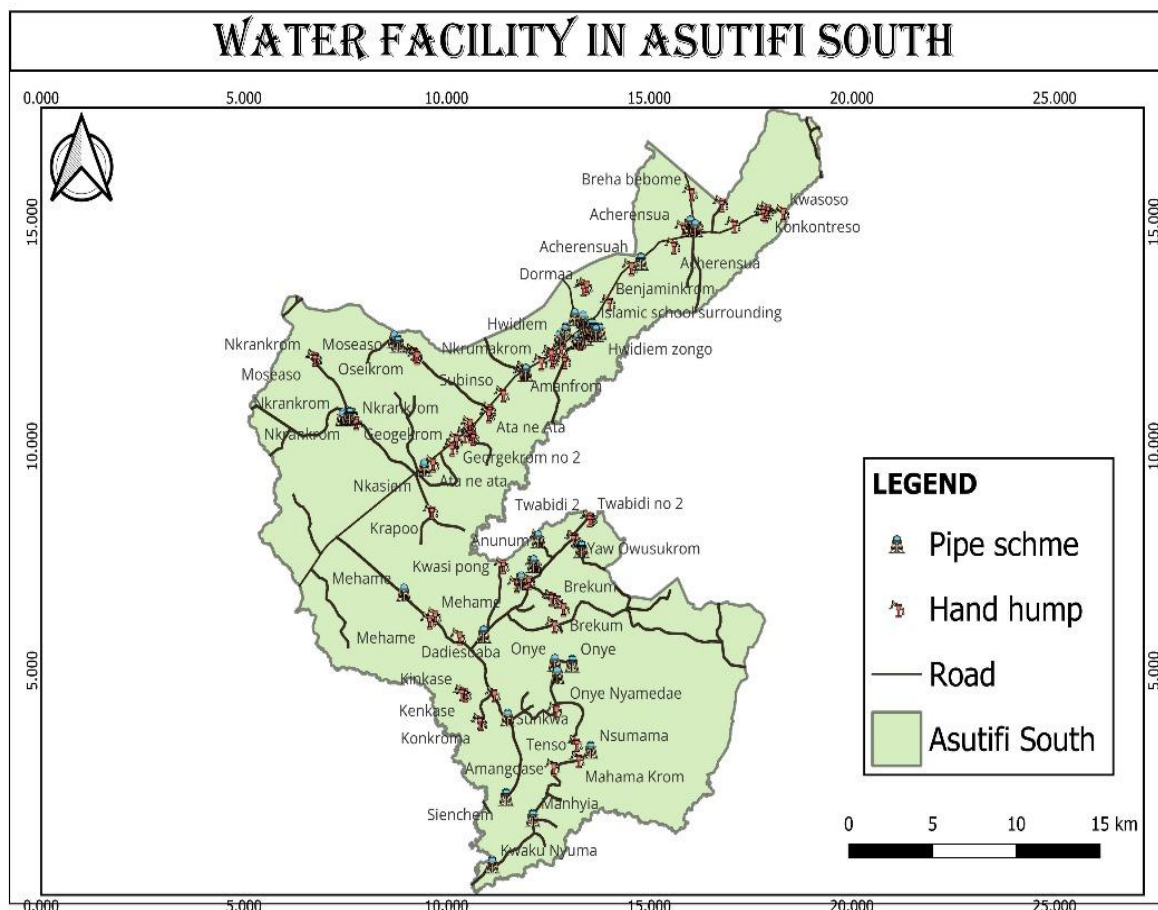 WATER FACILITY IN ASUTIFI SOUTH
0.000 5.000 10.000 15.000 20.000 25.000
15.000
10.000
5.000
15.000
10.000
5.000
Breha bebome
Kwasoso
Acherensua
Konkontreso
Acherensuah
Acherensua
Dormaa
Benjaminkrom
Islamic school surrounding
Hwidiem
Hwidiem zongo
Nkrankrom
Moseaso
Nkrumakrom
Oseikrom
Moseaso
Subinso
Amanfrom
Nkrankrom
Nkrankrom
Nkrankrom
Geogekrom
Ata ne Ata
Georgekrom no 2
Nkasiem
Ata ne ata
Krapoo
Twabidi 2
Twabidi no 2
Anunum
Yaw Owusukrom
Kwasi pong
Mehame
Mehame
Brekum
Mehame
Brekum
Dadiesoaba
Onye
Onye
Kinkase
Onye Nyamedae
Kenkase
Sunkwa
Konkroma
Tenso
Nsumama
Amangoase
Mahama Krom
Sienchem
Manhyia
Kwaku Nyuma
LEGEND
Pipe schme
Hand hump
Road
Asutifi South
0 5 10 15 km
0.000 5.000 10.000 15.000 20.000 25.000